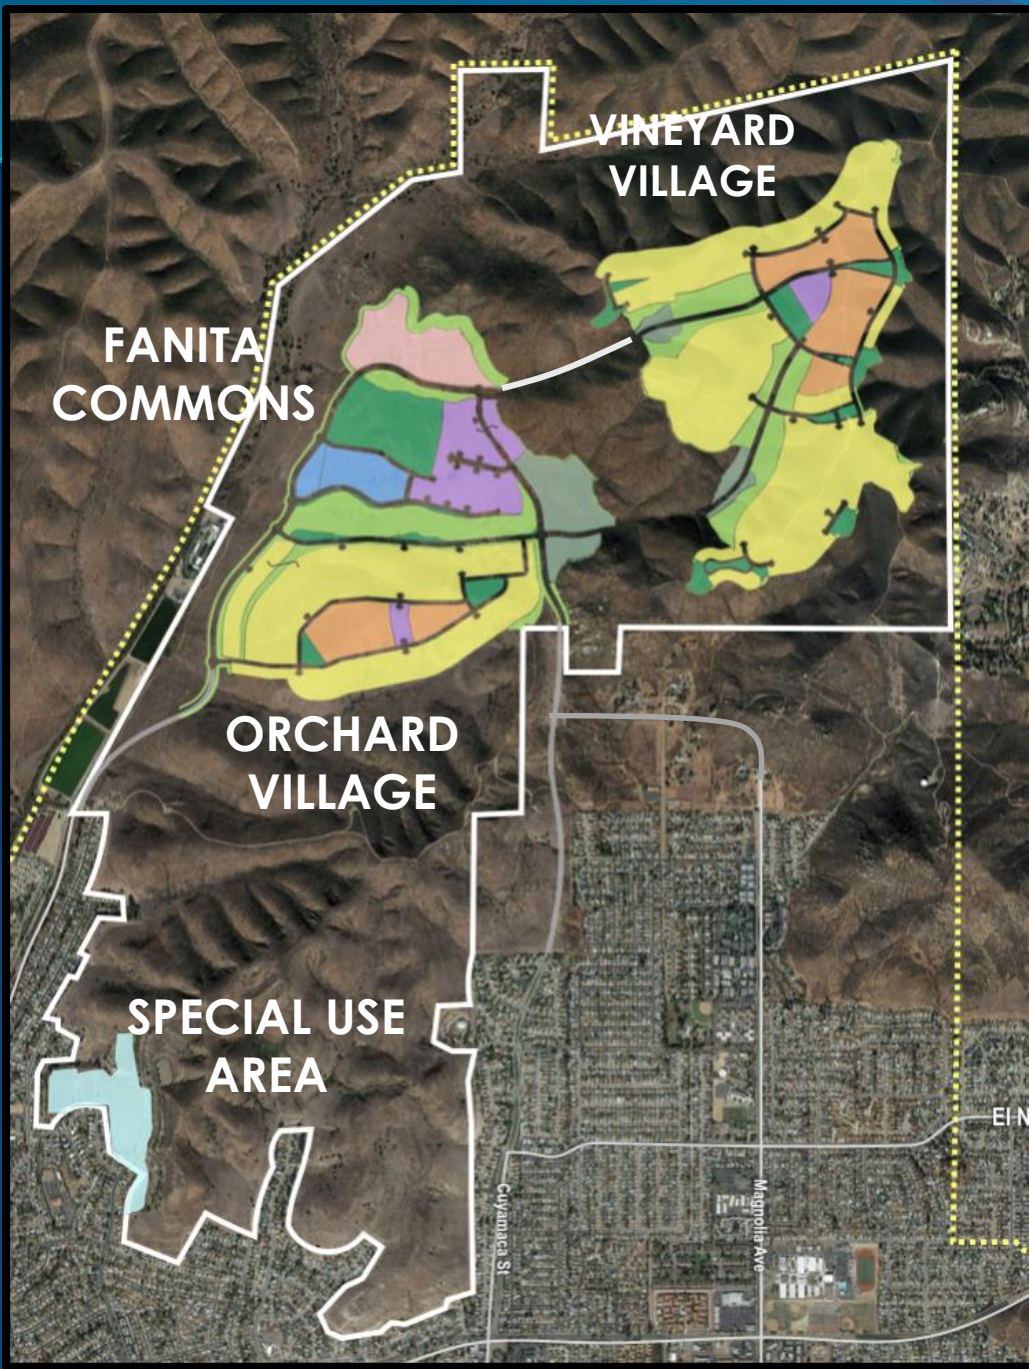 VINEYARD
VILLAGE
FANITA
COMMONS
ORCHARD
VILLAGE
SPECIAL USE
AREA
El N
Cuyamaca St
Magnolia Ave